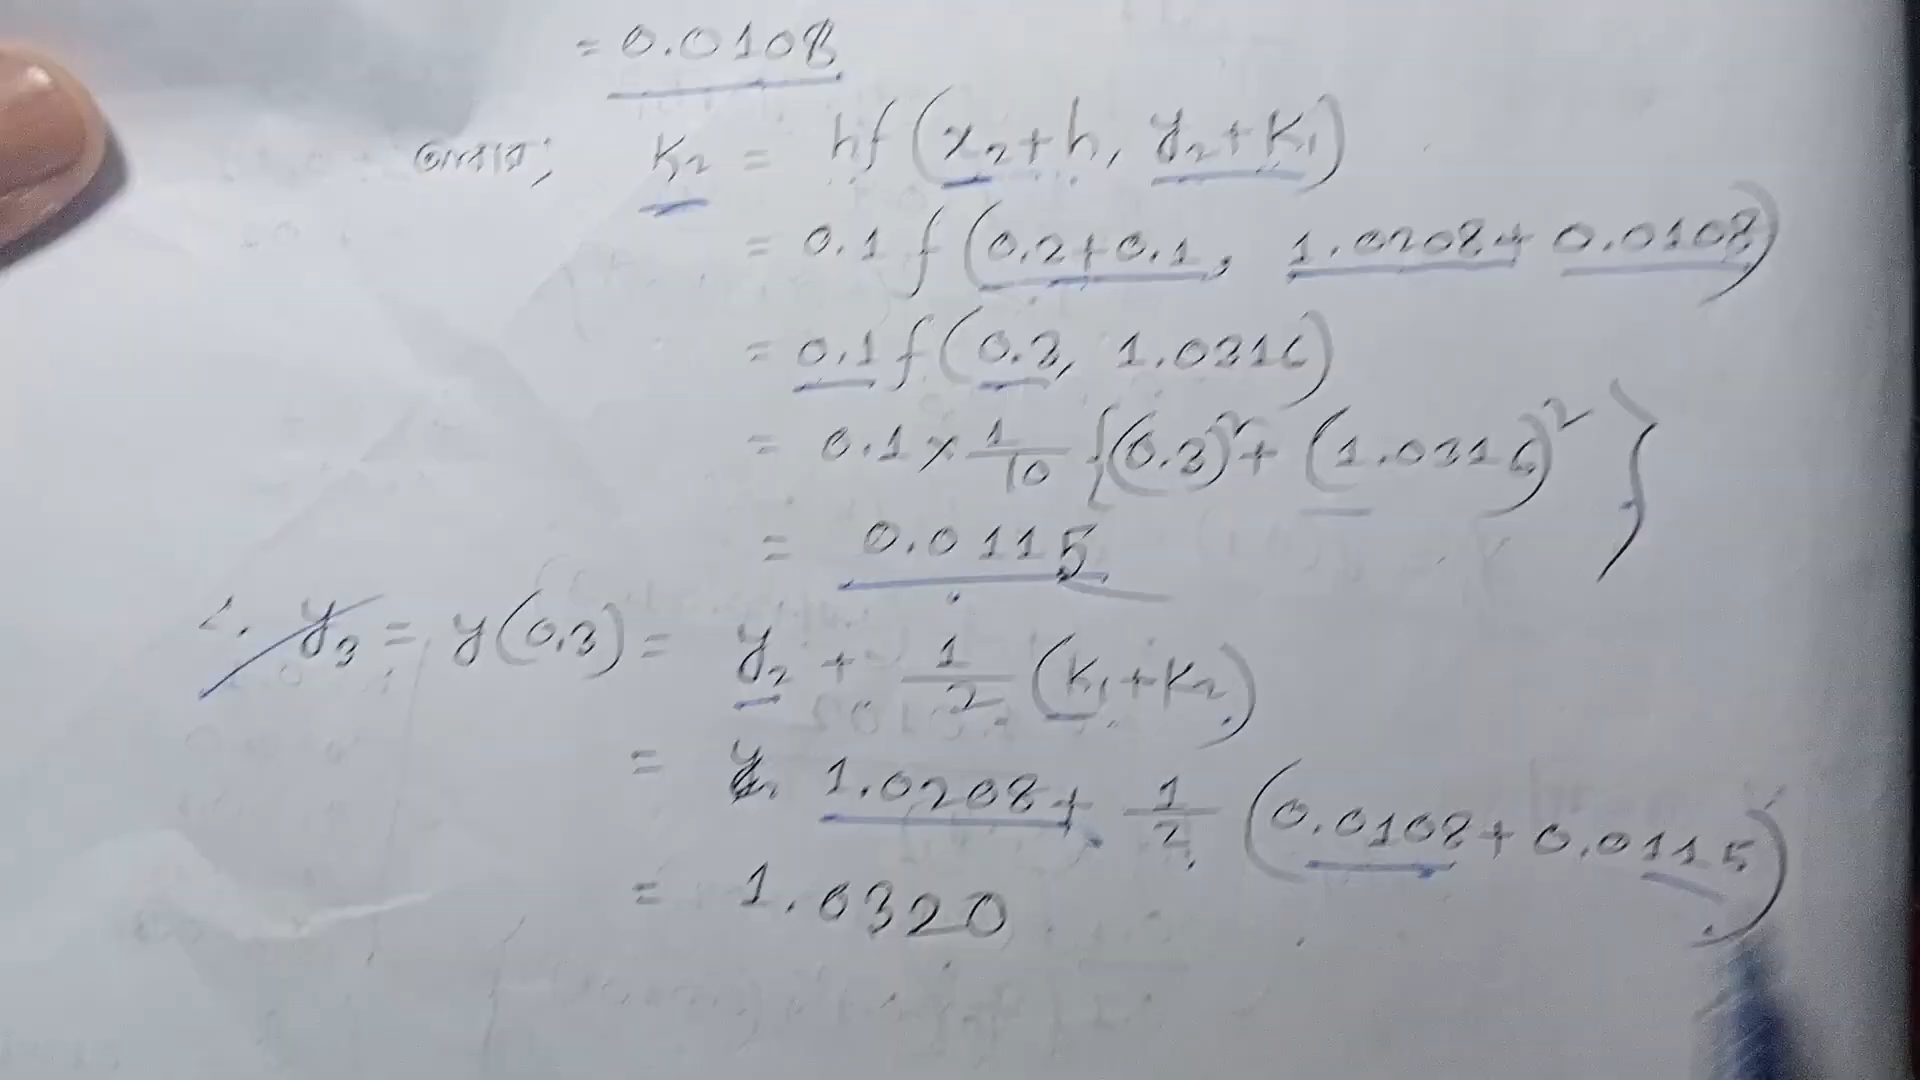 = 0.0108
আবার; K₂ = hf(x₂+h, y₂+K₁)
= 0.1 f(0.2+0.1, 1.0208+0.0108)
= 0.1 f(0.3, 1.0316)
= 0.1 × 1/10 {(0.3)²+ (1.0316)²}
= 0.0115
∴ y₃ = y(0.3) = y₂ + 1/2 (K₁+K₂)
= 1.0208+ 1/2 (0.0108+0.0115)
= 1.0320